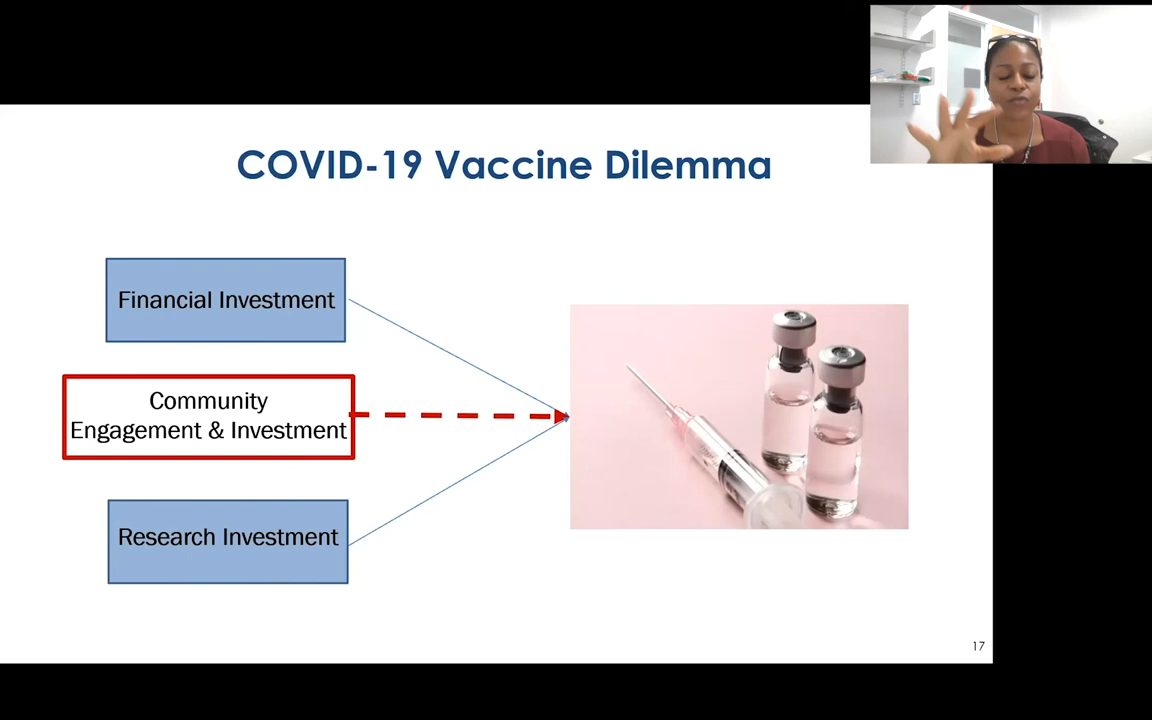 COVID-19 Vaccine Dilemma
Financial Investment
Community
Engagement & Investment
Research Investment
17